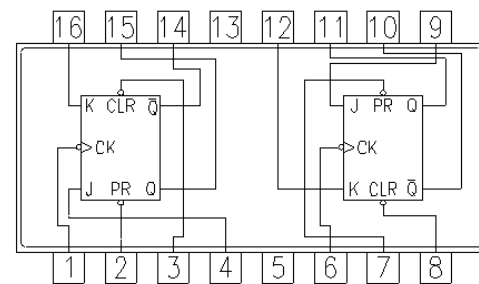 16 15 14 13 12 11 10 9
K CLR Q̅ J PR Q
CK CK
J PR Q K CLR Q̅
1 2 3 4 5 6 7 8